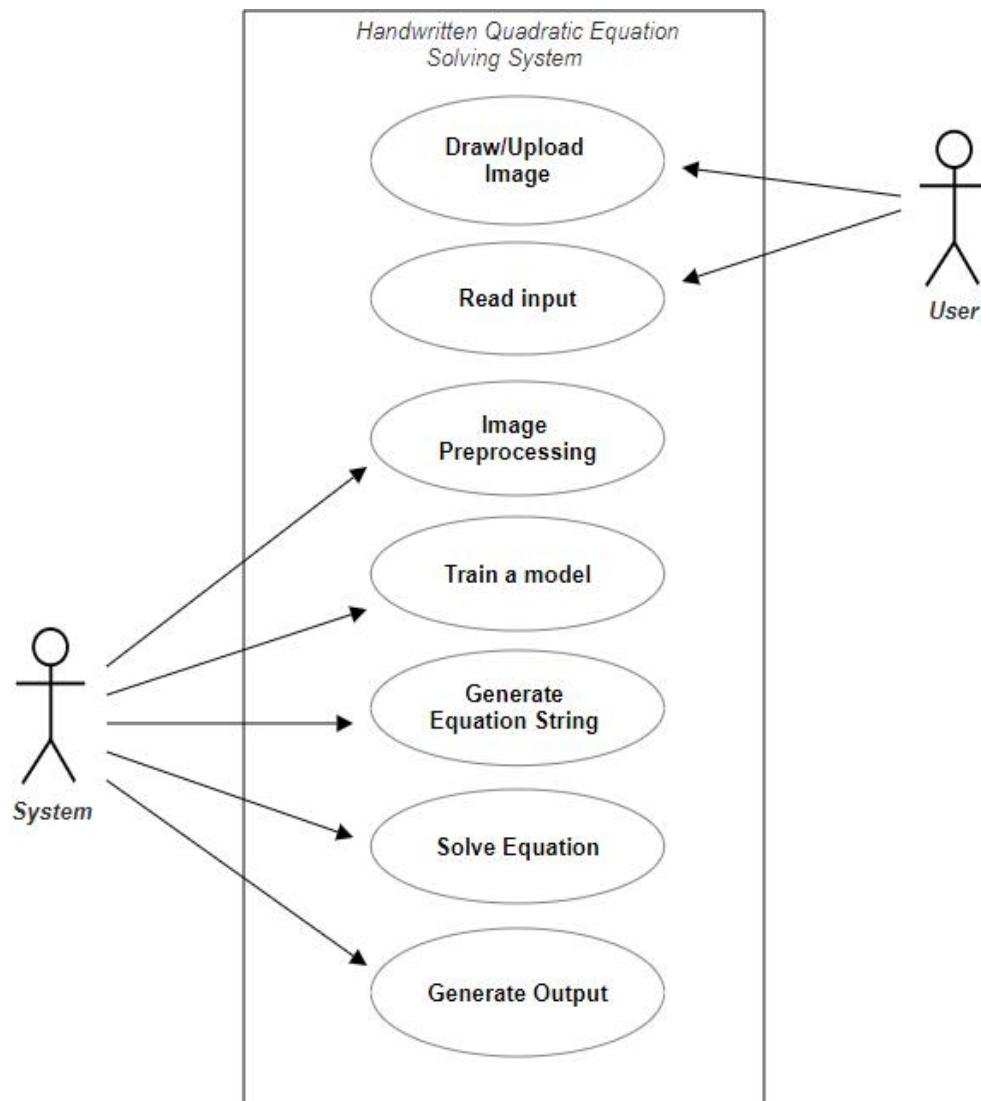 Handwritten Quadratic Equation
Solving System
Draw/Upload
Image
Read input
User
Image
Preprocessing
Train a model
Generate
Equation String
System
Solve Equation
Generate Output